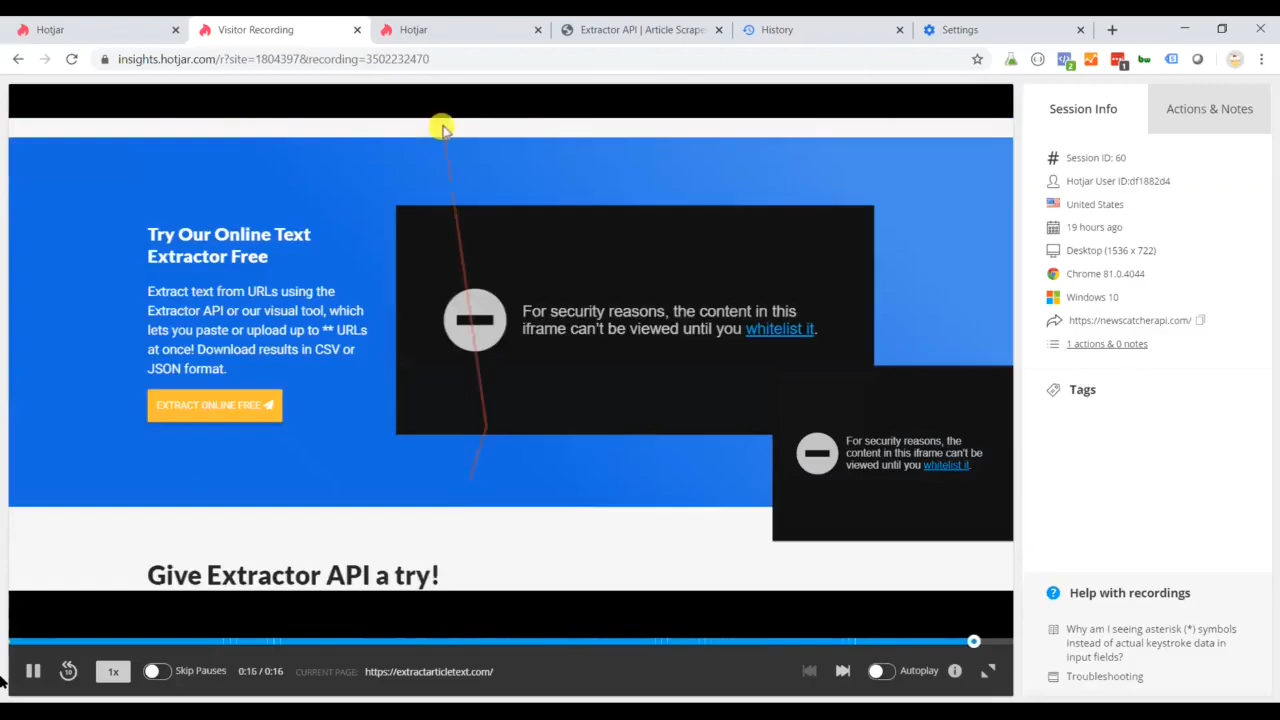 Hotjar
Visitor Recording
Hotjar
Extractor API | Article Scrape
History
Settings
insights.hotjar.com/r?site=1804397&recording=3502232470
2
1
bw
Try Our Online Text
Extractor Free
Extract text from URLs using the
Extractor API or our visual tool, which
lets you paste or upload up to ** URLs
at once! Download results in CSV or
JSON format.
EXTRACT ONLINE FREE
For security reasons, the content in this
iframe can't be viewed until you whitelist it.
For security reasons, the
content in this iframe can't be
viewed until you whitelist it.
Give Extractor API a try!
10
1x
Skip Pauses
0:16 / 0:16
CURRENT PAGE:
https://extractarticletext.com/
Autoplay
Session Info
Actions & Notes
Session ID: 60
Hotjar User ID:df1882d4
United States
19 hours ago
Desktop (1536 x 722)
Chrome 81.0.4044
Windows 10
https://newscatcherapi.com/
1 actions & 0 notes
Tags
Help with recordings
Why am I seeing asterisk (*) symbols
instead of actual keystroke data in
input fields?
Troubleshooting